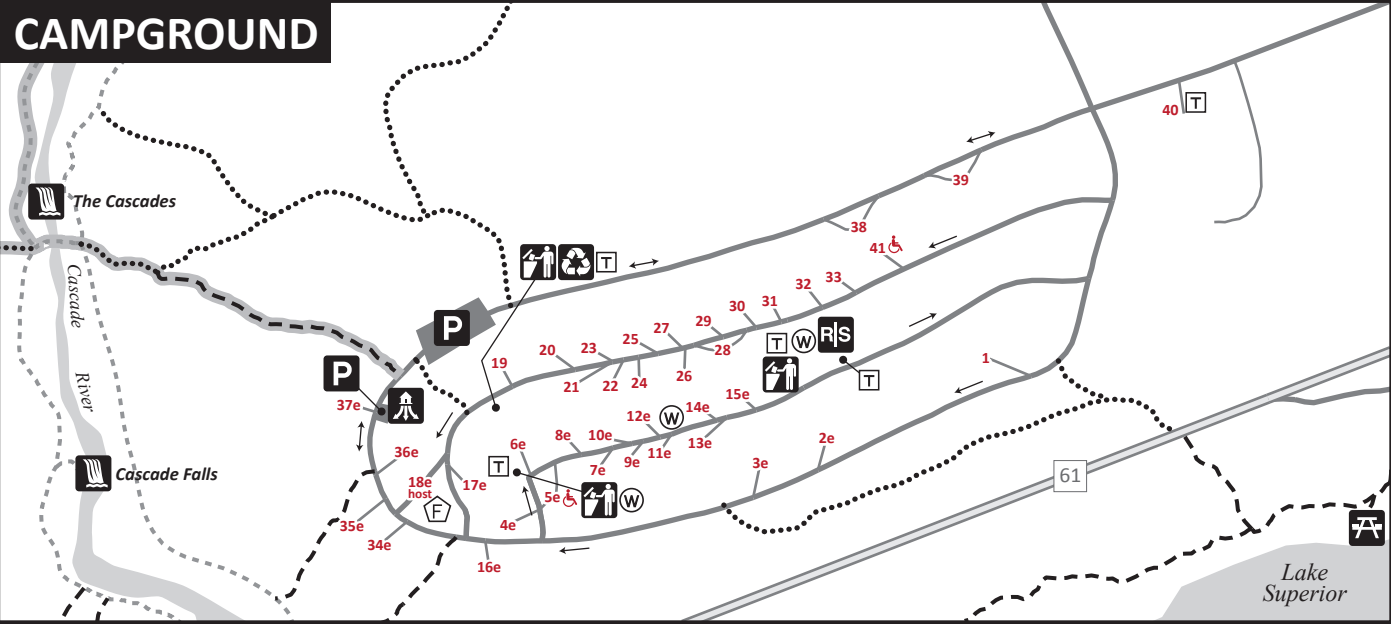 CAMPGROUND
40 T
39
The Cascades
38
41
T
33
32
31
30
29
27
25
23
20
19
28
26
24
22
21
T W R|S
T
1
P
P
Cascade
River
37e
15e
14e
W
12e
13e
11e
10e
9e
8e
7e
6e
2e
3e
T
5e
W
4e
36e
18e
host
F
17e
35e
34e
16e
Cascade Falls
61
Lake
Superior